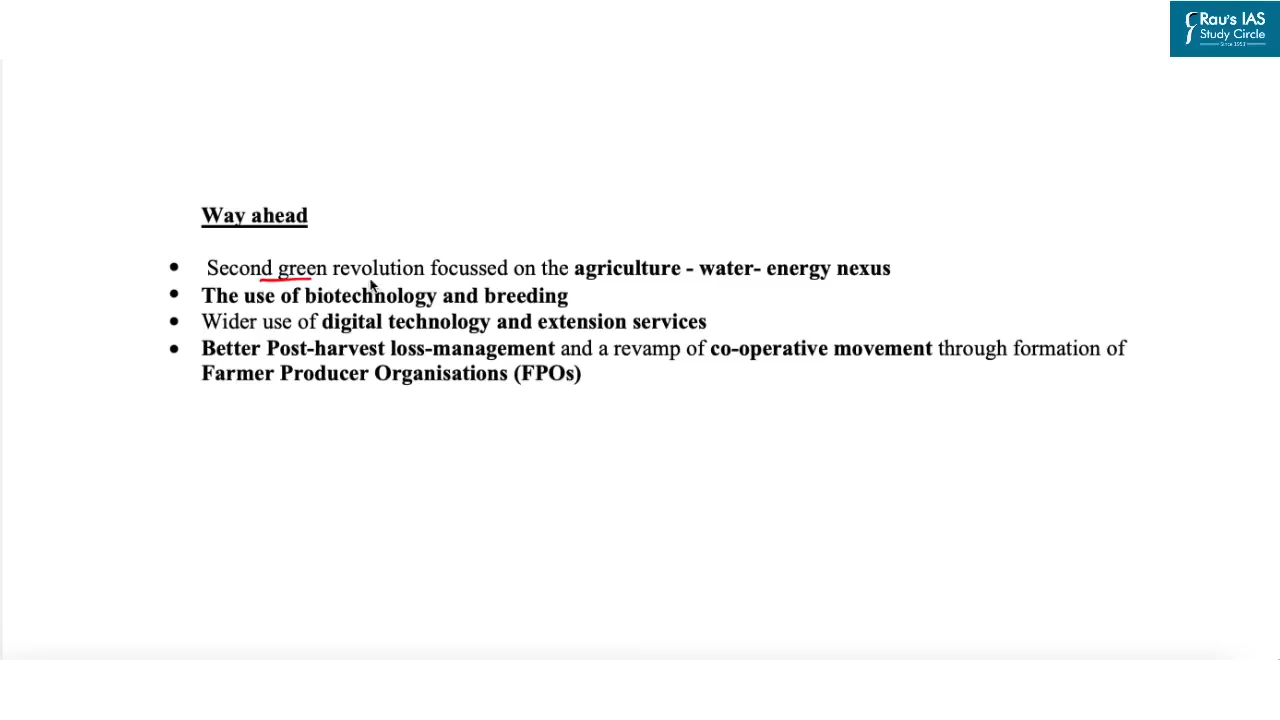 Rau's IAS
Study Circle
Since 1953
Way ahead
• Second green revolution focussed on the agriculture - water- energy nexus
• The use of biotechnology and breeding
• Wider use of digital technology and extension services
• Better Post-harvest loss-management and a revamp of co-operative movement through formation of
Farmer Producer Organisations (FPOs)